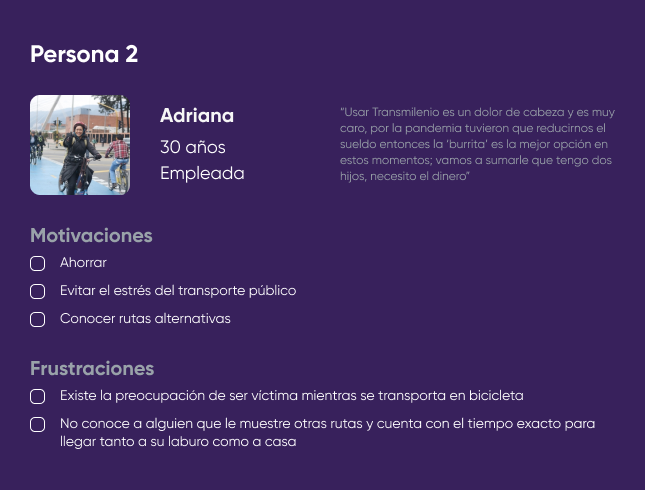 Persona 2
Adriana
30 años
Empleada
“Usar Transmilenio es un dolor de cabeza y es muy
caro, por la pandemia tuvieron que reducirnos el
sueldo entonces la ‘burrita’ es la mejor opción en
estos momentos; vamos a sumarle que tengo dos
hijos, necesito el dinero”
Motivaciones
Ahorrar
Evitar el estrés del transporte público
Conocer rutas alternativas
Frustraciones
Existe la preocupación de ser víctima mientras se transporta en bicicleta
No conoce a alguien que le muestre otras rutas y cuenta con el tiempo exacto para
llegar tanto a su laburo como a casa